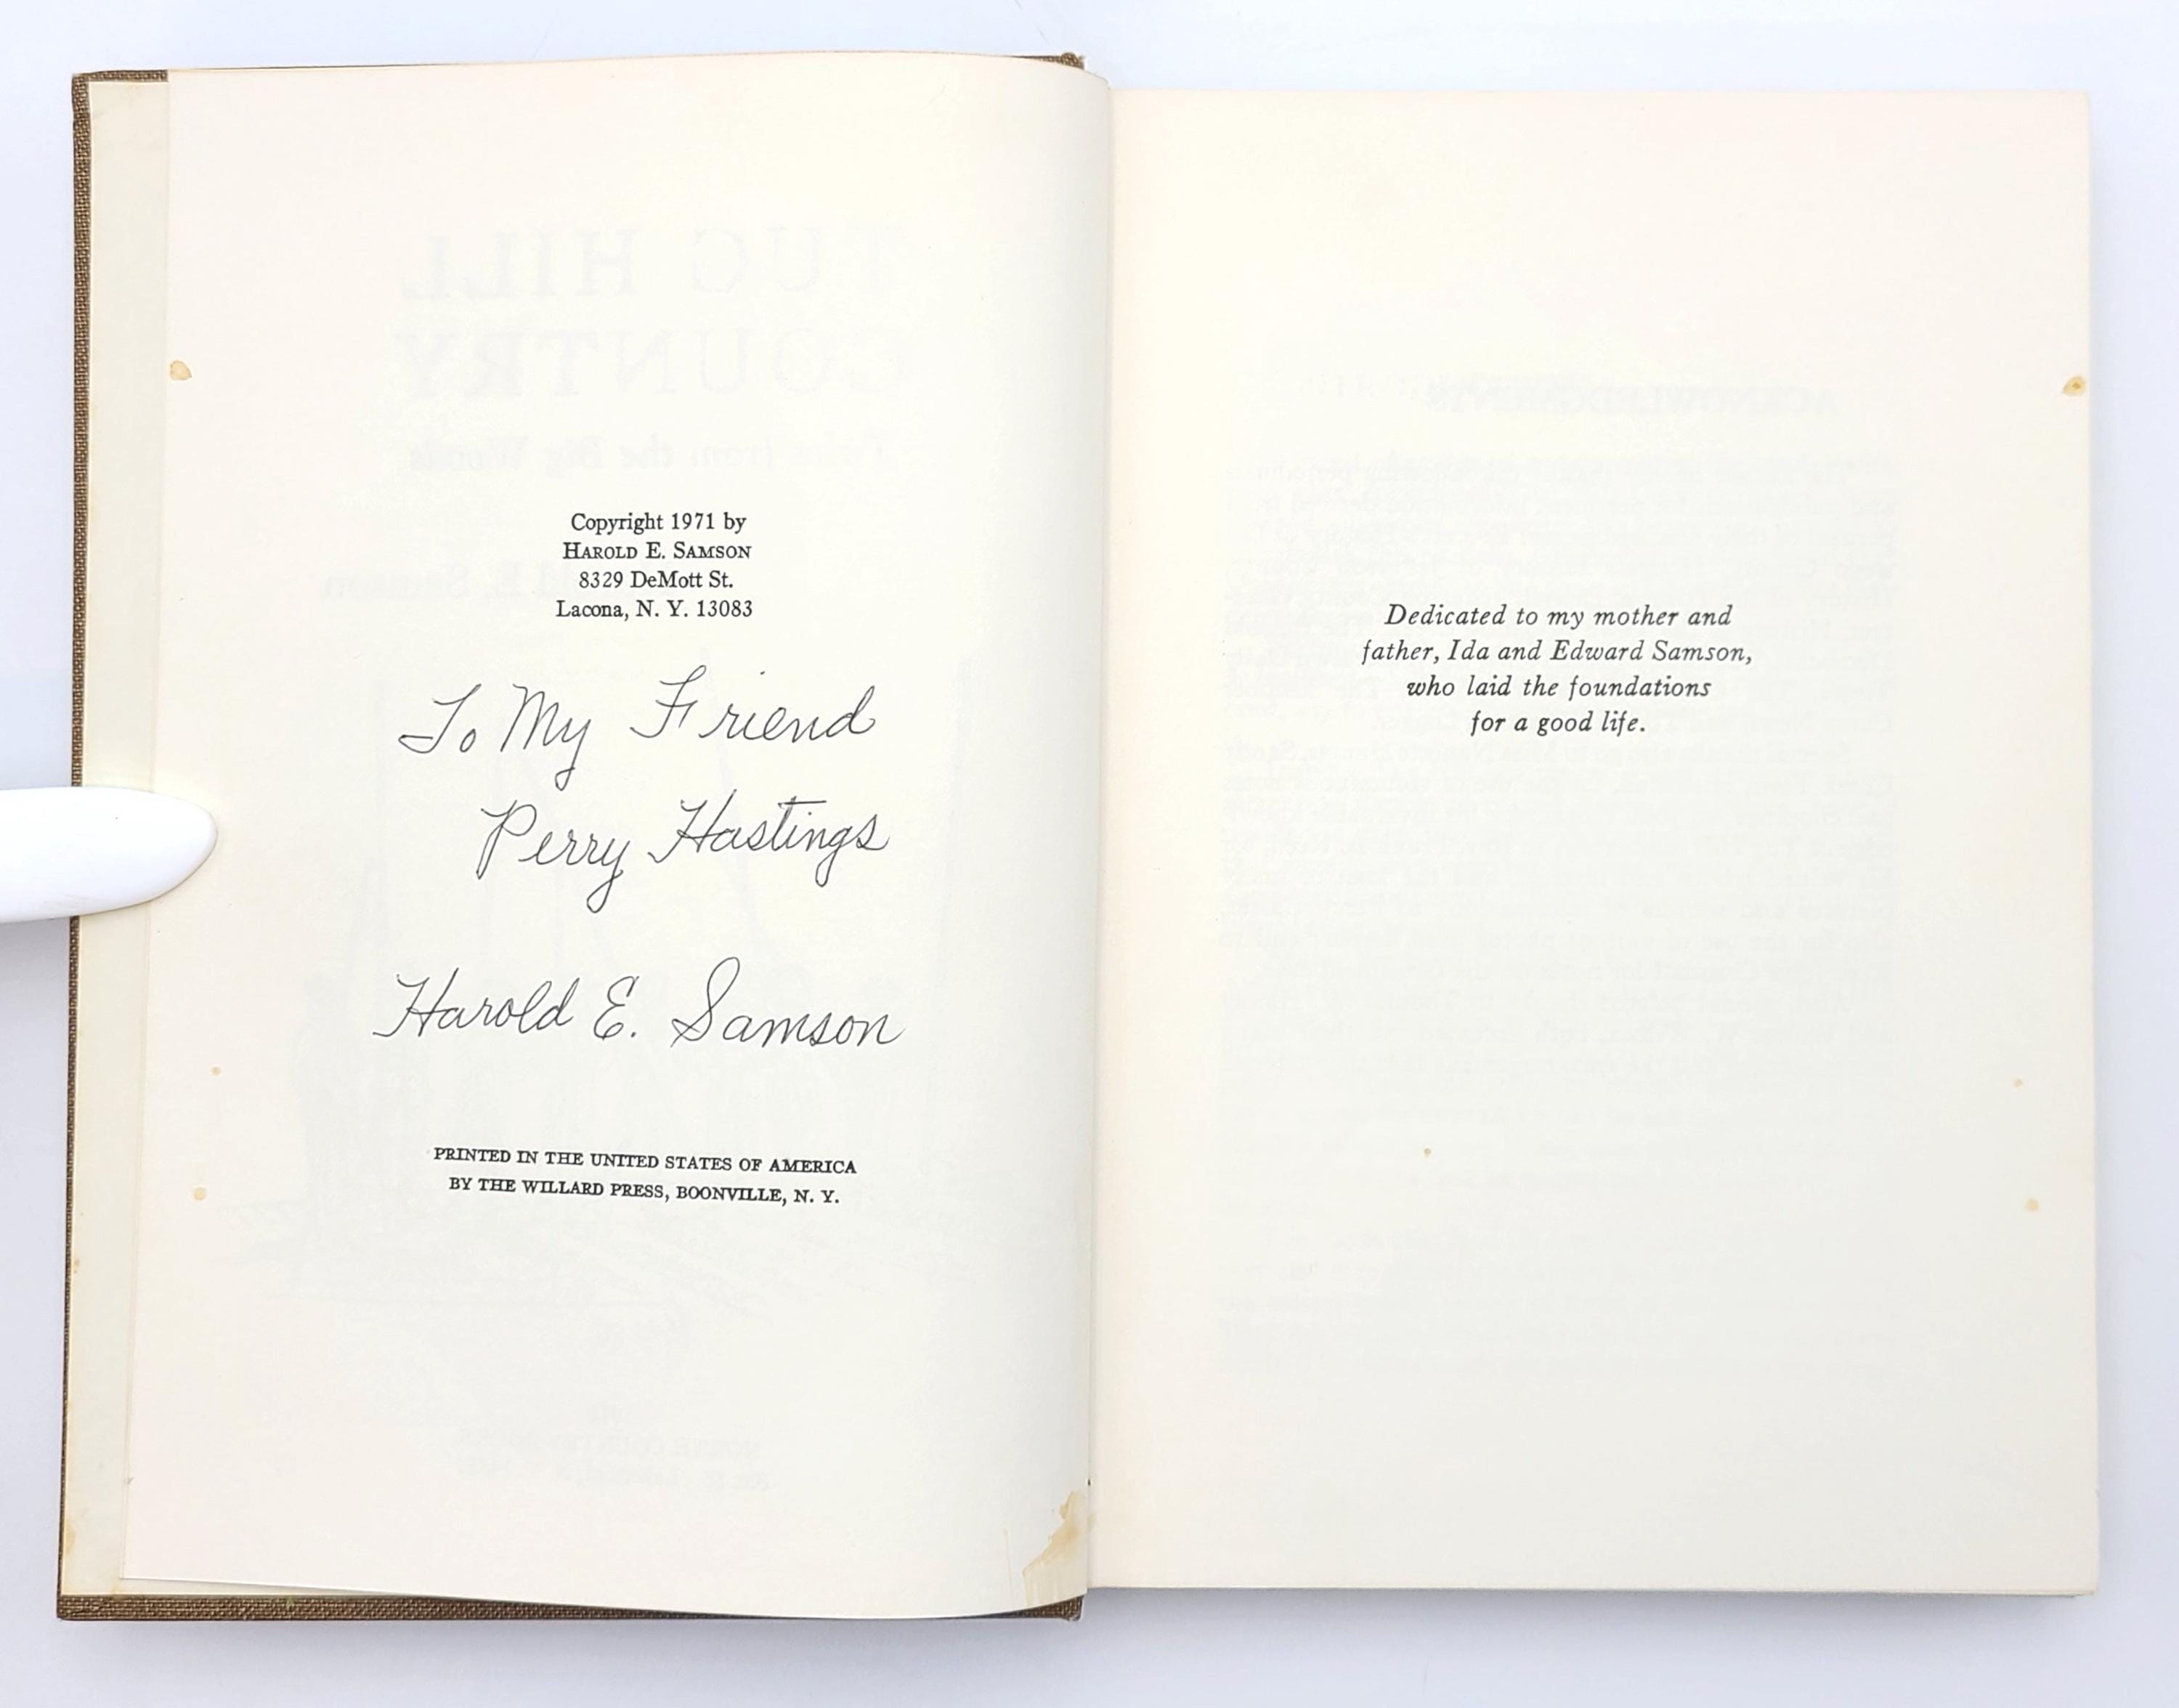 Copyright 1971 by
HAROLD E. SAMSON
8329 DeMott St.
Lacona, N. Y. 13083
To My Friend
Perry Hastings
Harold E. Samson
PRINTED IN THE UNITED STATES OF AMERICA
BY THE WILLARD PRESS, BOONVILLE, N. Y.
Dedicated to my mother and
father, Ida and Edward Samson,
who laid the foundations
for a good life.